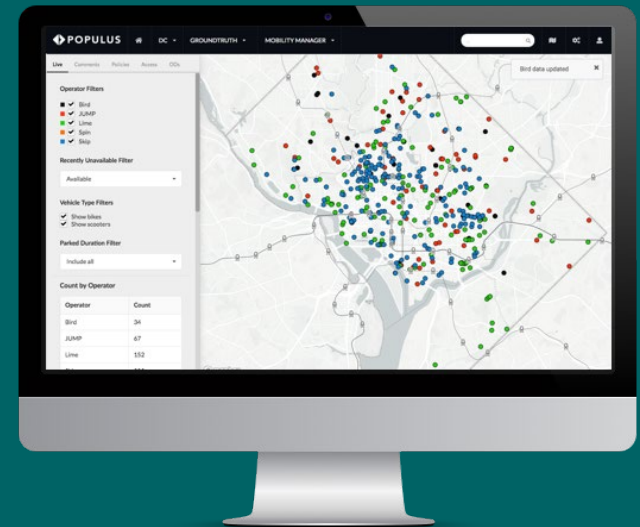 POPULUS DC GROUNDTRUTH MOBILITY MANAGER
Live Comments Policies Access ODs
Bird data updated
Operator Filters
Bird
JUMP
Lime
Spin
Skip
Recently Unavailable Filter
Available
Vehicle Type Filters
Show bikes
Show scooters
Parked Duration Filter
Include all
Count by Operator
Operator Count
Bird 34
JUMP 67
Lime 152